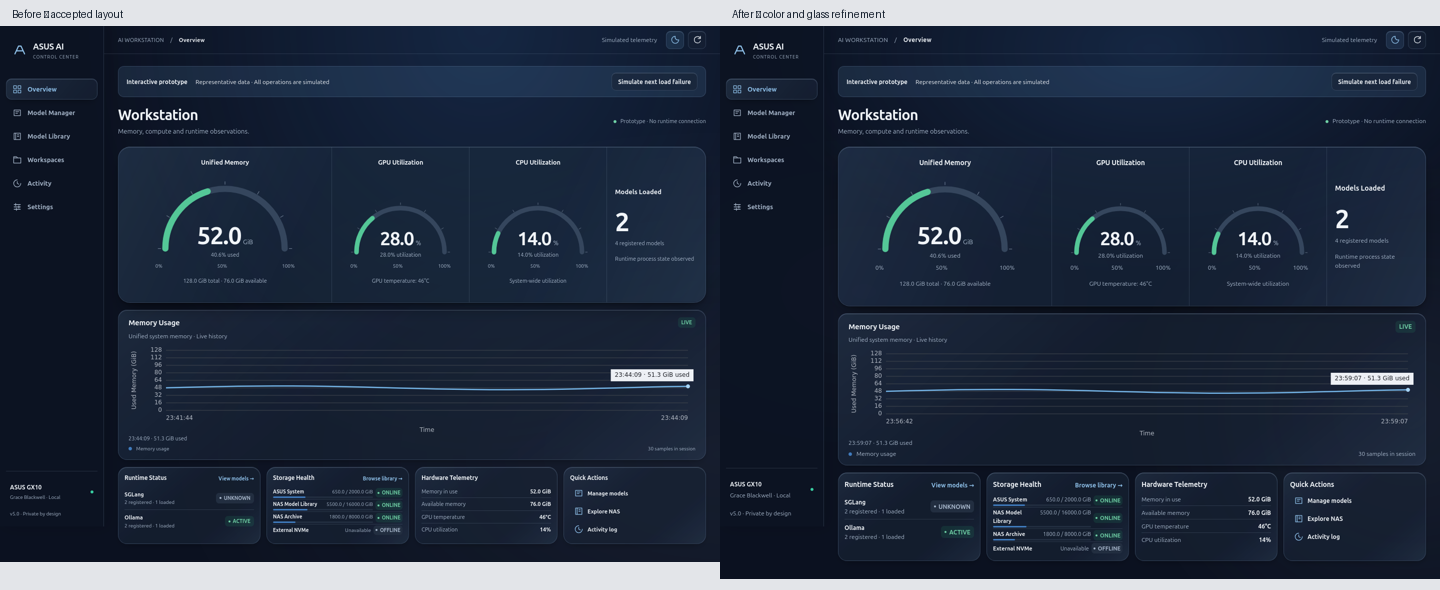 Before accepted layout
ASUS AI
CONTROL CENTER
Overview
Model Manager
Model Library
Workspaces
Activity
Settings
ASUS GX10
Grace Blackwell · Local
v5.0 · Private by design
AI WORKSTATION / Overview
Simulated telemetry
Interactive prototype Representative data · All operations are simulated
Simulate next load failure
Workstation
Memory, compute and runtime observations.
Prototype · No runtime connection
Unified Memory
52.0 GiB
40.6% used
0% 50% 100%
128.0 GiB total · 76.0 GiB available
GPU Utilization
28.0 %
28.0% utilization
0% 50% 100%
GPU temperature: 46°C
CPU Utilization
14.0 %
14.0% utilization
0% 50% 100%
System-wide utilization
Models Loaded
2
4 registered models
Runtime process state observed
Memory Usage
LIVE
Unified system memory · Live history
Used Memory (GiB)
128
112
96
80
64
48
32
16
0
23:44:09 · 51.3 GiB used
23:41:44
23:44:09
Time
23:44:09 · 51.3 GiB used
Memory usage
30 samples in session
Runtime Status
View models →
SGLang
2 registered · 1 loaded
UNKNOWN
Ollama
2 registered · 1 loaded
ACTIVE
Storage Health
Browse library →
ASUS System 650.0 / 2000.0 GiB ONLINE
NAS Model Library 5500.0 / 16000.0 GiB ONLINE
NAS Archive 1800.0 / 8000.0 GiB ONLINE
External NVMe Unavailable OFFLINE
Hardware Telemetry
Memory in use 52.0 GiB
Available memory 76.0 GiB
GPU temperature 46°C
CPU utilization 14%
Quick Actions
Manage models
Explore NAS
Activity log
After color and glass refinement
ASUS AI
CONTROL CENTER
Overview
Model Manager
Model Library
Workspaces
Activity
Settings
ASUS GX10
Grace Blackwell · Local
v5.0 · Private by design
AI WORKSTATION / Overview
Simulated telemetry
Interactive prototype Representative data · All operations are simulated
Simulate next load failure
Workstation
Memory, compute and runtime observations.
Prototype · No runtime connection
Unified Memory
52.0 GiB
40.6% used
0% 50% 100%
128.0 GiB total · 76.0 GiB available
GPU Utilization
28.0 %
28.0% utilization
0% 50% 100%
GPU temperature: 46°C
CPU Utilization
14.0 %
14.0% utilization
0% 50% 100%
System-wide utilization
Models Loaded
2
4 registered models
Runtime process state
observed
Memory Usage
LIVE
Unified system memory · Live history
Used Memory (GiB)
128
112
96
80
64
48
32
16
0
23:59:07 · 51.3 GiB used
23:56:42
23:59:07
Time
23:59:07 · 51.3 GiB used
Memory usage
30 samples in session
Runtime Status
View models →
SGLang
2 registered · 1 loaded
UNKNOWN
Ollama
2 registered · 1 loaded
ACTIVE
Storage Health
Browse library →
ASUS System 650.0 / 2000.0 GiB ONLINE
NAS Model
Library 5500.0 / 16000.0 GiB ONLINE
NAS Archive 1800.0 / 8000.0 GiB ONLINE
External NVMe Unavailable OFFLINE
Hardware Telemetry
Memory in use 52.0 GiB
Available memory 76.0 GiB
GPU temperature 46°C
CPU utilization 14%
Quick Actions
Manage models
Explore NAS
Activity log